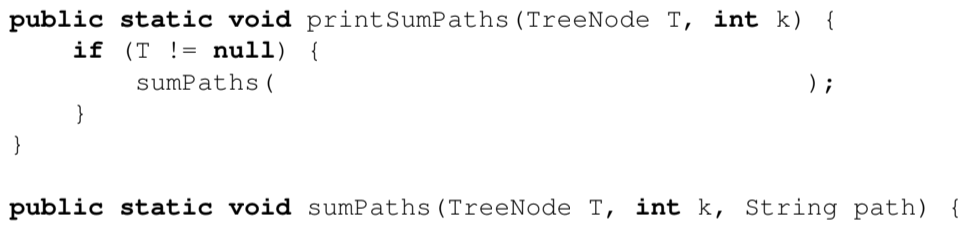 public static void printSumPaths(TreeNode T, int k) {
if (T != null) {
sumPaths( );
}
}
public static void sumPaths(TreeNode T, int k, String path) {